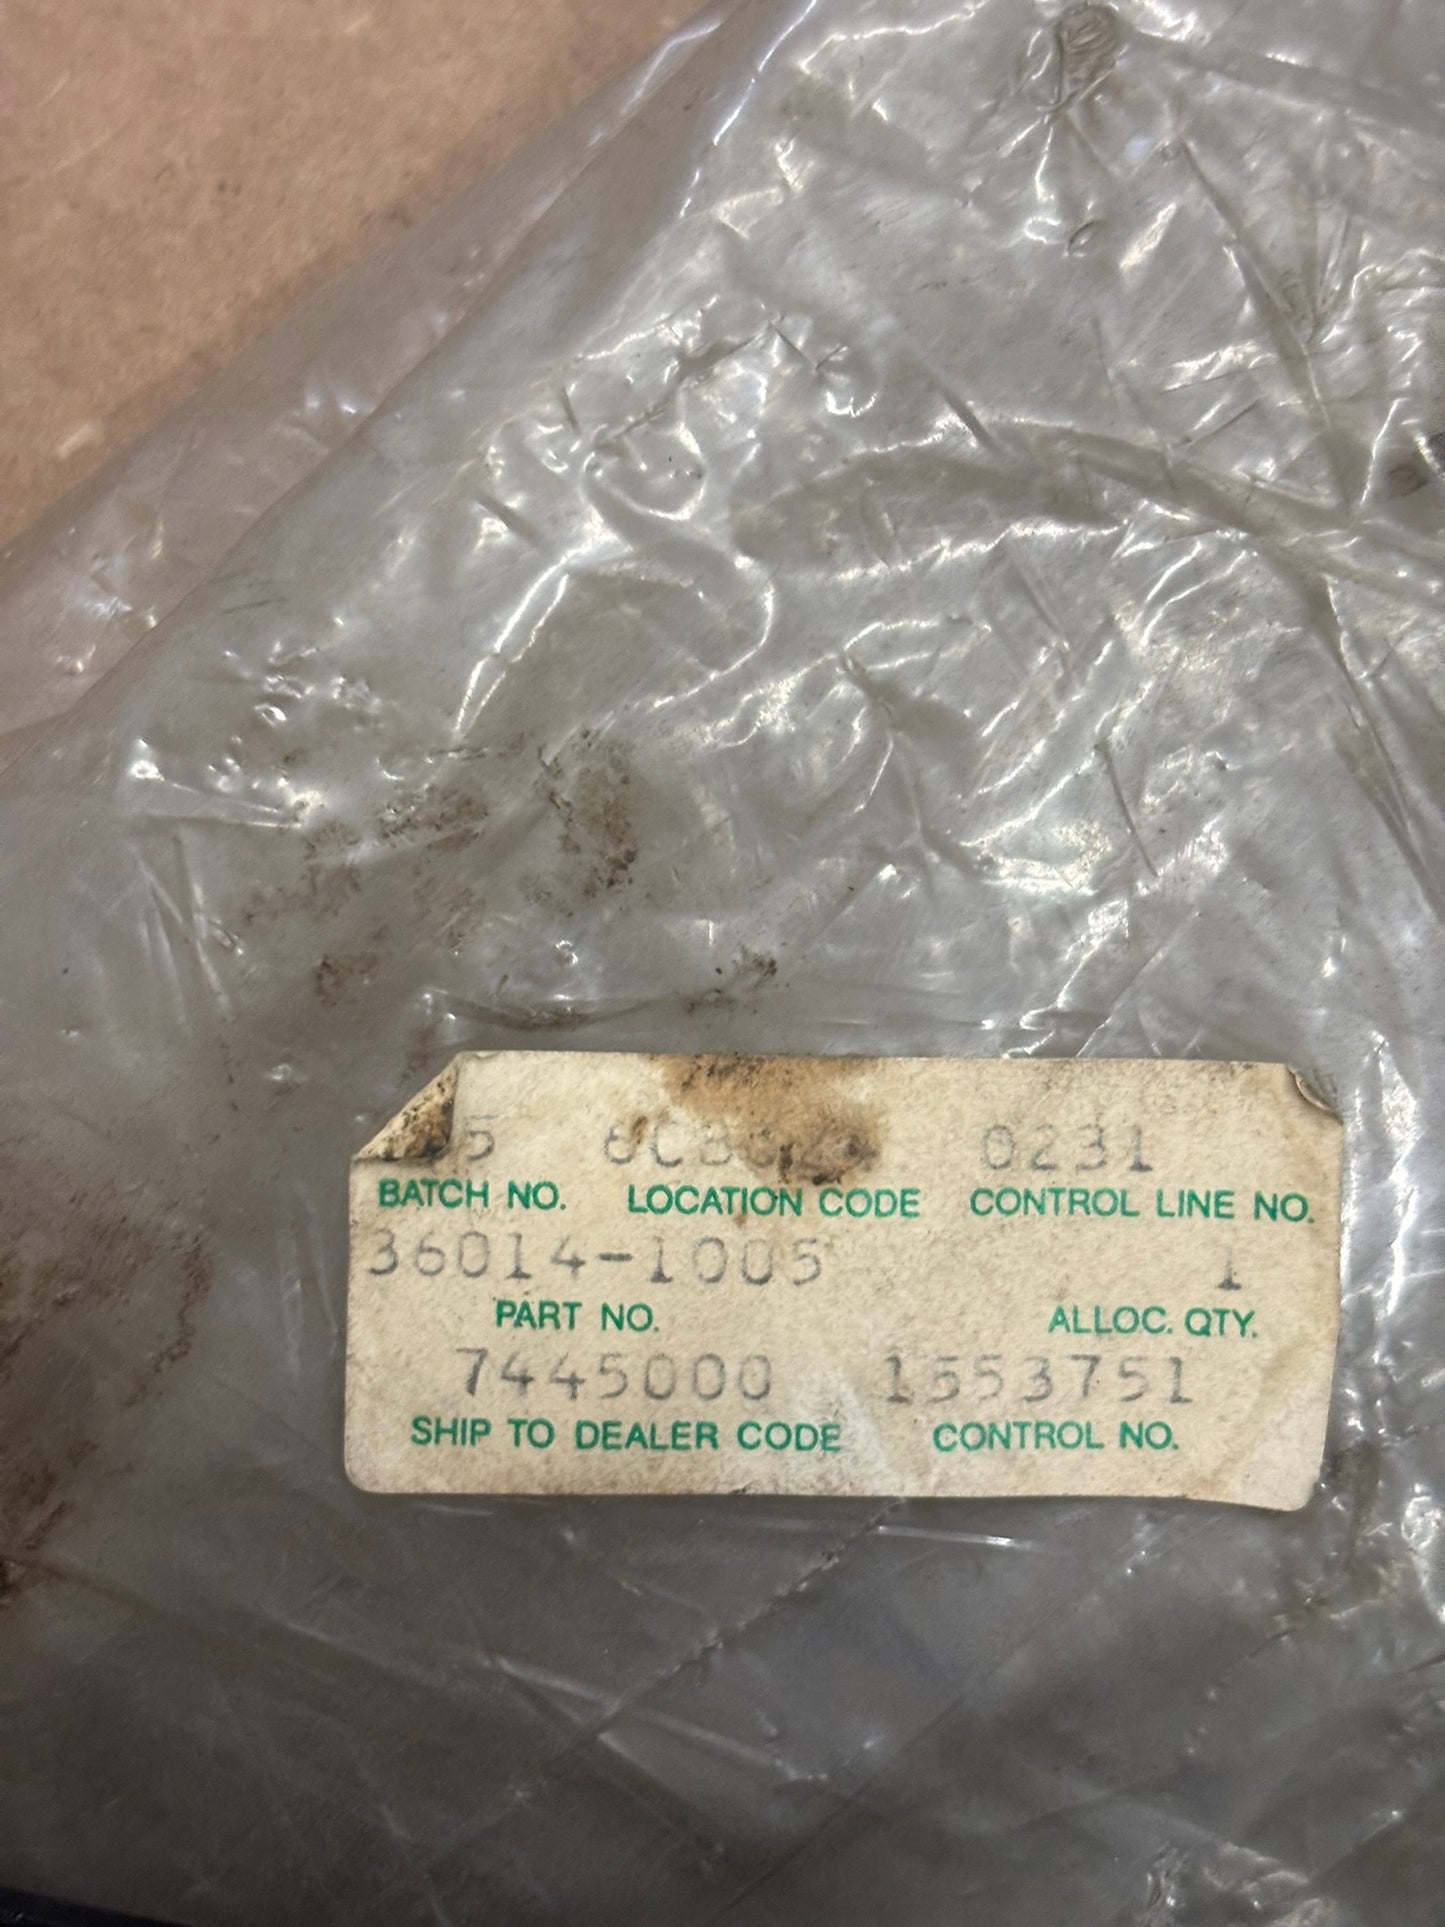 0231
BATCH NO. LOCATION CODE CONTROL LINE NO.
36014-1005 1
PART NO. ALLOC. QTY.
7445000 1553751
SHIP TO DEALER CODE CONTROL NO.